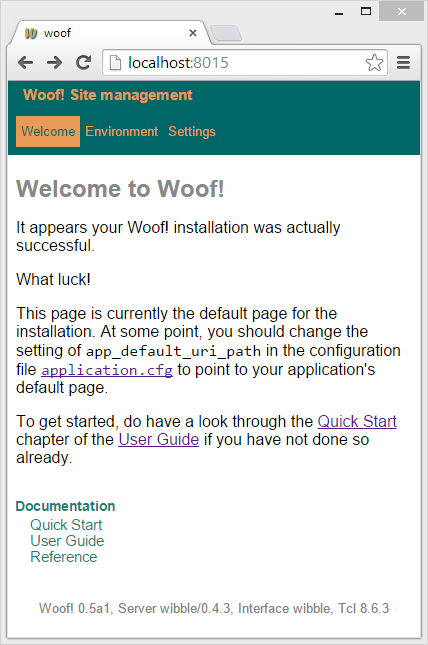 woof
localhost:8015
Woof! Site management
Welcome Environment Settings
Welcome to Woof!
It appears your Woof! installation was actually
successful.
What luck!
This page is currently the default page for the
installation. At some point, you should change the
setting of app_default_uri_path in the configuration
file application.cfg to point to your application's
default page.
To get started, do have a look through the Quick Start
chapter of the User Guide if you have not done so
already.
Documentation
Quick Start
User Guide
Reference
Woof! 0.5a1, Server wibble/0.4.3, Interface wibble, Tcl 8.6.3